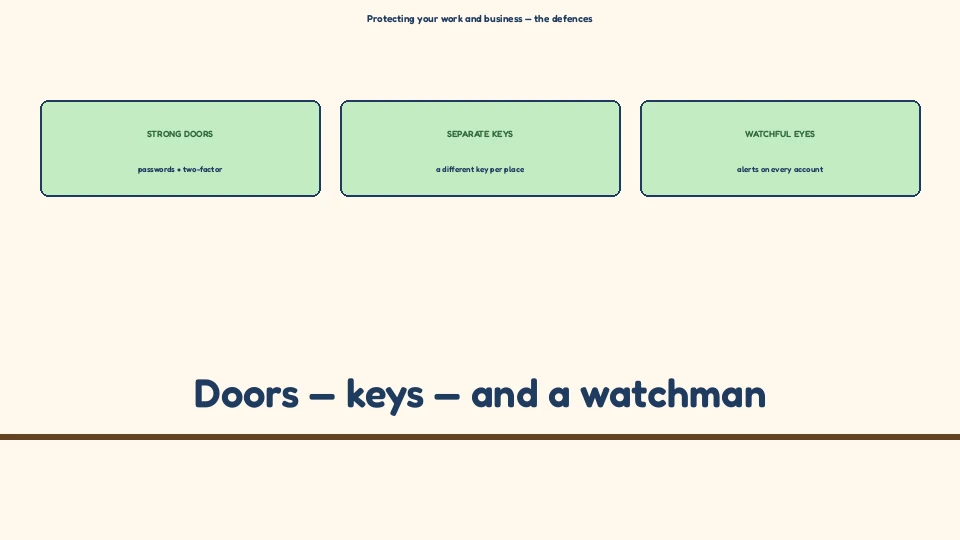 Protecting your work and business — the defences
STRONG DOORS
passwords + two-factor
SEPARATE KEYS
a different key per place
WATCHFUL EYES
alerts on every account
Doors — keys — and a watchman